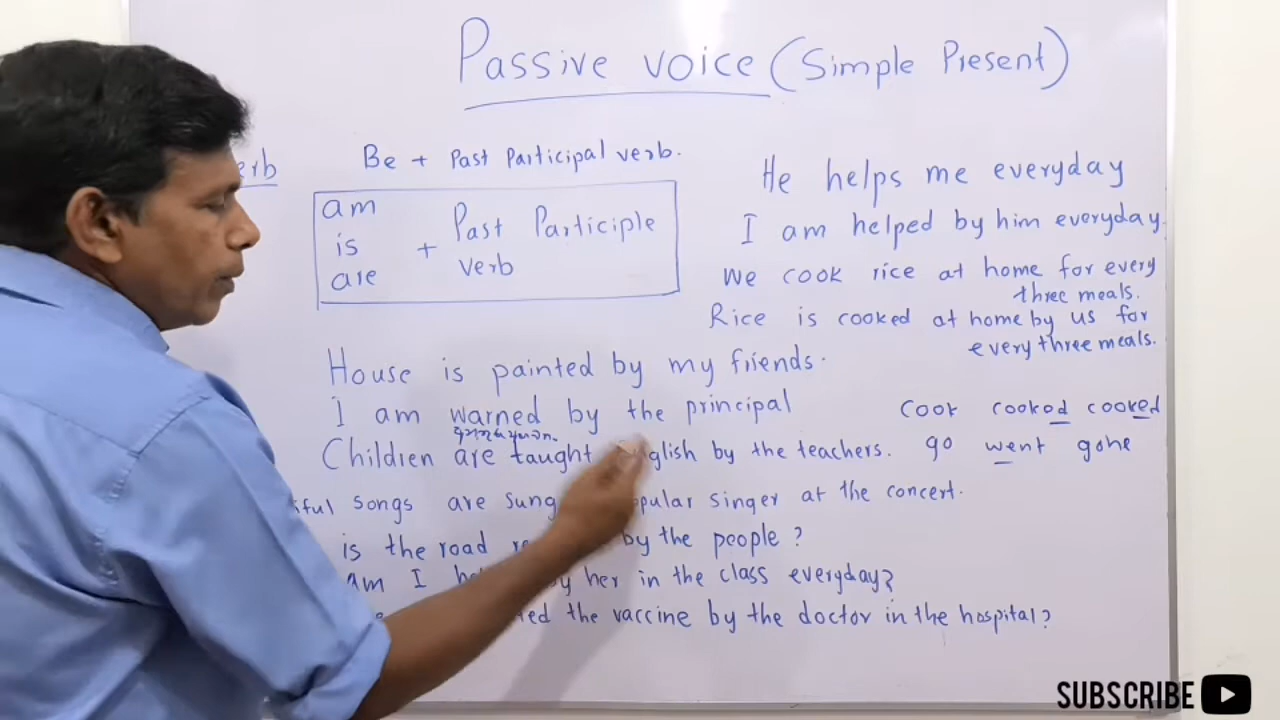 Passive voice (Simple Present)
erb
Be + Past Participal verb.
am
is
are
+
Past Participle
verb
He helps me everyday
I am helped by him everyday.
We cook rice at home for every
three meals.
Rice is cooked at home by us for
every three meals.
House is painted by my friends.
I am warned by the principal
Children are taught English by the teachers.
songs are sung popular singer at the concert.
is the road by the people ?
am I by her in the class everyday?
the vaccine by the doctor in the hospital?
cook cooked cooked
go went gone
SUBSCRIBE